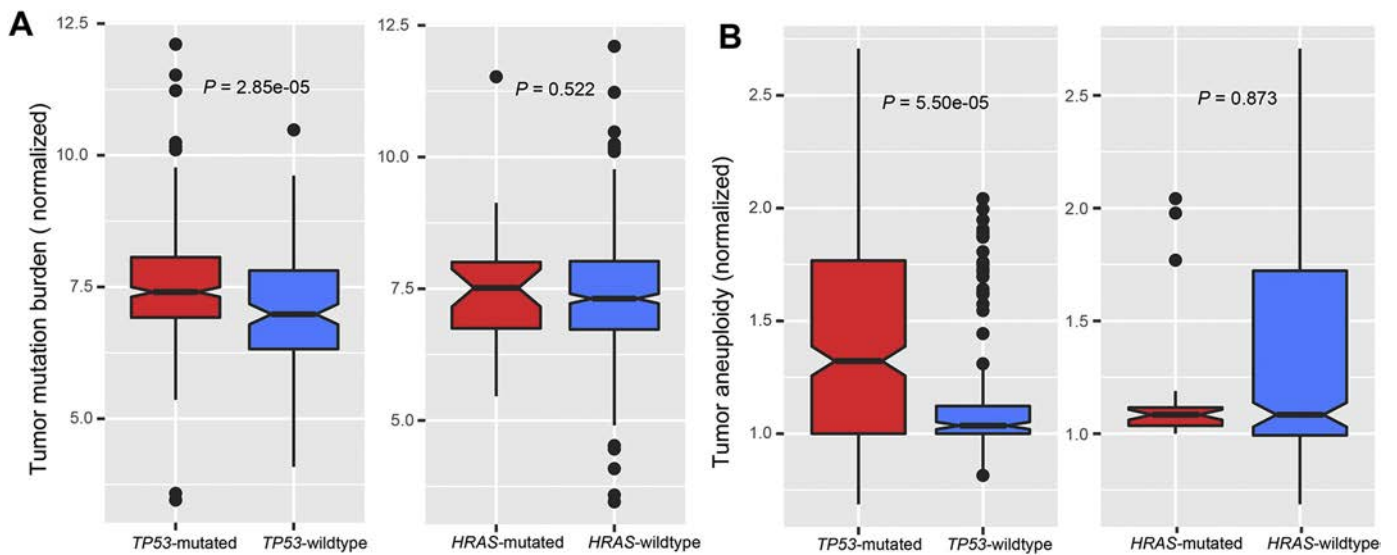 A
Tumor mutation burden ( normalized)
12.5
10.0
7.5
5.0
P = 2.85e-05
TP53-mutated TP53-wildtype
12.5
10.0
7.5
5.0
P = 0.522
HRAS-mutated HRAS-wildtype
B
Tumor aneuploidy (normalized)
2.5
2.0
1.5
1.0
P = 5.50e-05
TP53-mutated TP53-wildtype
2.5
2.0
1.5
1.0
P = 0.873
HRAS-mutated HRAS-wildtype